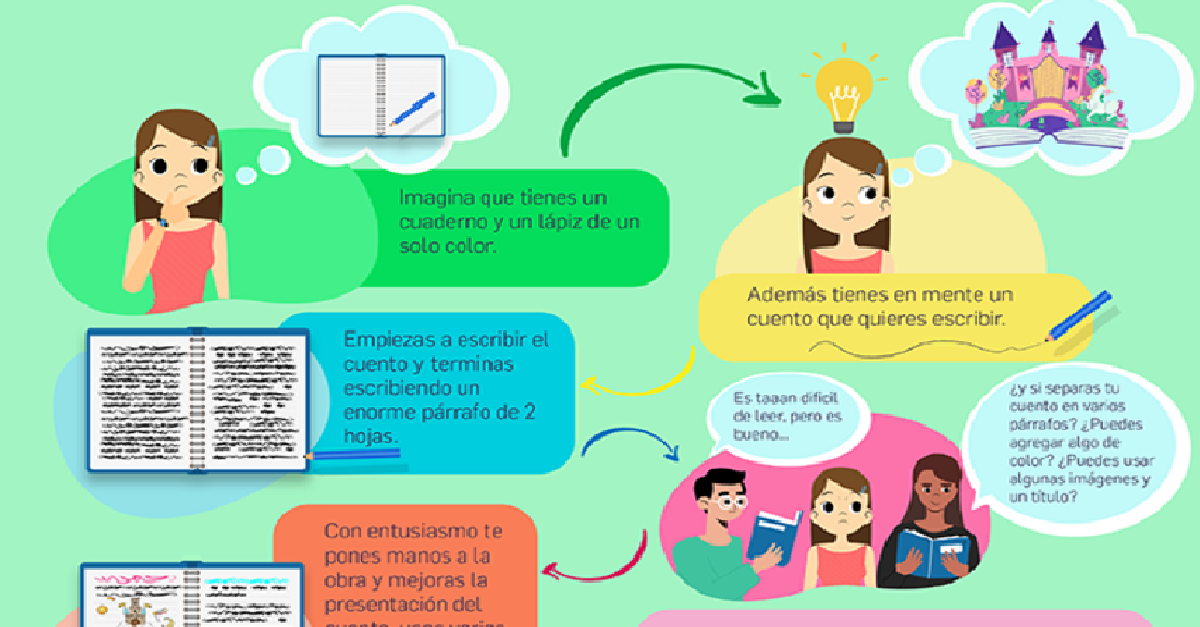 Imagina que tienes un
cuaderno y un lápiz de un
solo color.
Además tienes en mente un
cuento que quieres escribir.
Empiezas a escribir el
cuento y terminas
escribiendo un
enorme párrafo de 2
hojas.
Es taaan difícil
de leer, pero es
bueno...
¿y si separas tu
cuento en varios
párrafos? ¿Puedes
agregar algo de
color? ¿Puedes usar
algunas imágenes y
un título?
Con entusiasmo te
pones manos a la
obra y mejoras la
presentación del